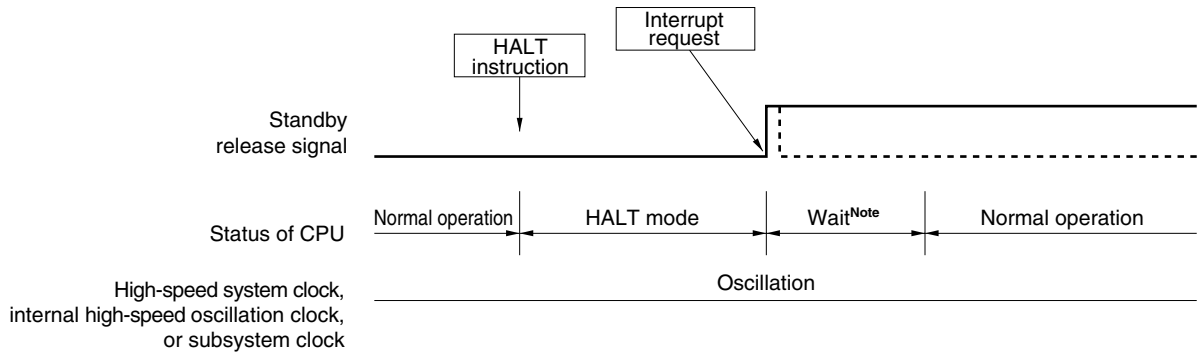 HALT
instruction
Interrupt
request
Standby
release signal
Status of CPU
Normal operation
HALT mode
WaitNote
Normal operation
High-speed system clock,
internal high-speed oscillation clock,
or subsystem clock
Oscillation